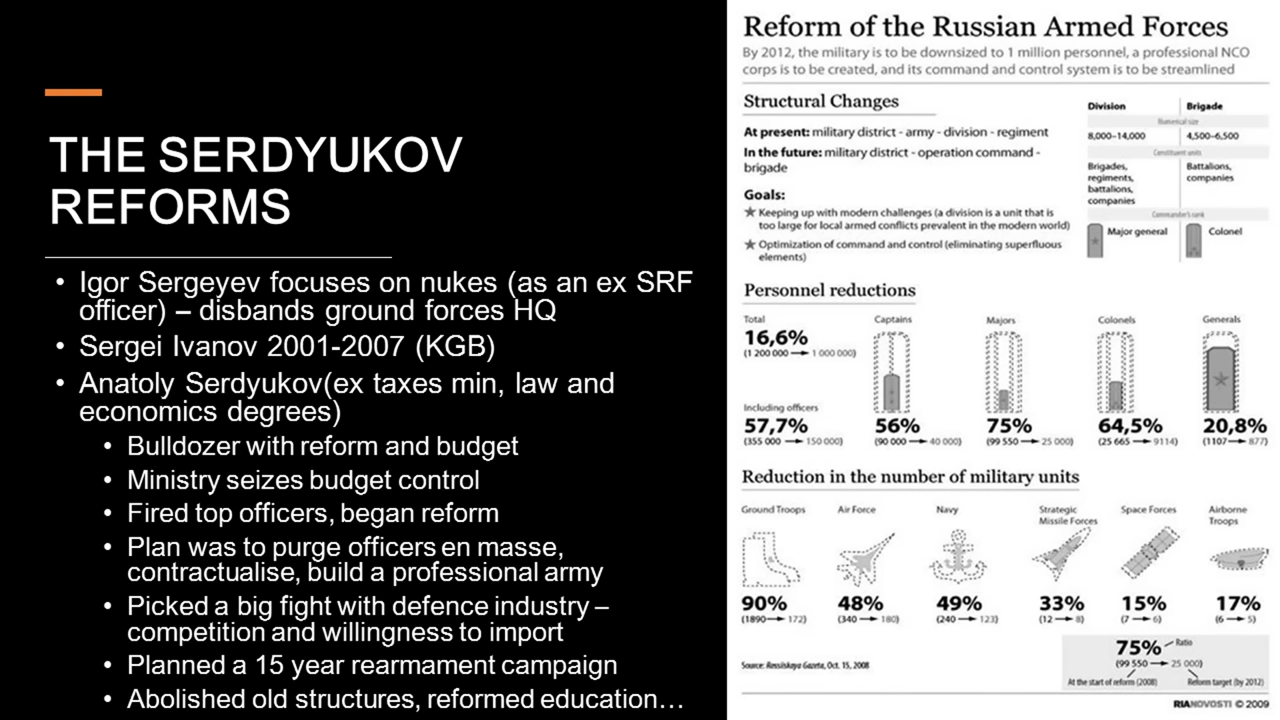 THE SERDYUKOV
REFORMS
• Igor Sergeyev focuses on nukes (as an ex SRF
officer) – disbands ground forces HQ
• Sergei Ivanov 2001-2007 (KGB)
• Anatoly Serdyukov(ex taxes min, law and
economics degrees)
• Bulldozer with reform and budget
• Ministry seizes budget control
• Fired top officers, began reform
• Plan was to purge officers en masse,
contractualise, build a professional army
• Picked a big fight with defence industry –
competition and willingness to import
• Planned a 15 year rearmament campaign
• Abolished old structures, reformed education…
Reform of the Russian Armed Forces
By 2012, the military is to be downsized to 1 million personnel, a professional NCO
corps is to be created, and its command and control system is to be streamlined
Structural Changes
At present: military district - army - division - regiment
In the future: military district - operation command -
brigade
Goals:
Keeping up with modern challenges (a division is a unit that is
too large for local armed conflicts prevalent in the modern world)
Optimization of command and control (eliminating superfluous
elements)
Division Brigade
Numerical size
8,000–14,000 4,500–6,500
Constituent units
Brigades, Battalions,
regiments, companies
battalions,
companies
Commander's rank
Major general Colonel
Personnel reductions
Total Captains Majors Colonels Generals
16,6%
(1 200 000 → 1 000 000)
Including officers
57,7% 56% 75% 64,5% 20,8%
(355 000 → 150 000) (90 000 → 40 000) (99 550 → 25 000) (25 665 → 9114) (1107 → 877)
Reduction in the number of military units
Ground Troops Air Force Navy Strategic Space Forces Airborne
Missile Forces Troops
90% 48% 49% 33% 15% 17%
(1890 → 172) (340 → 180) (240 → 123) (12 → 8) (7 → 6) (6 → 5)
75% Ratio
(99 550 → 25 000)
At the start of reform (2008) Reform target (by 2012)
Source: Rossiskaya Gazeta, Oct. 15, 2008
RIANOVOSTI © 2009